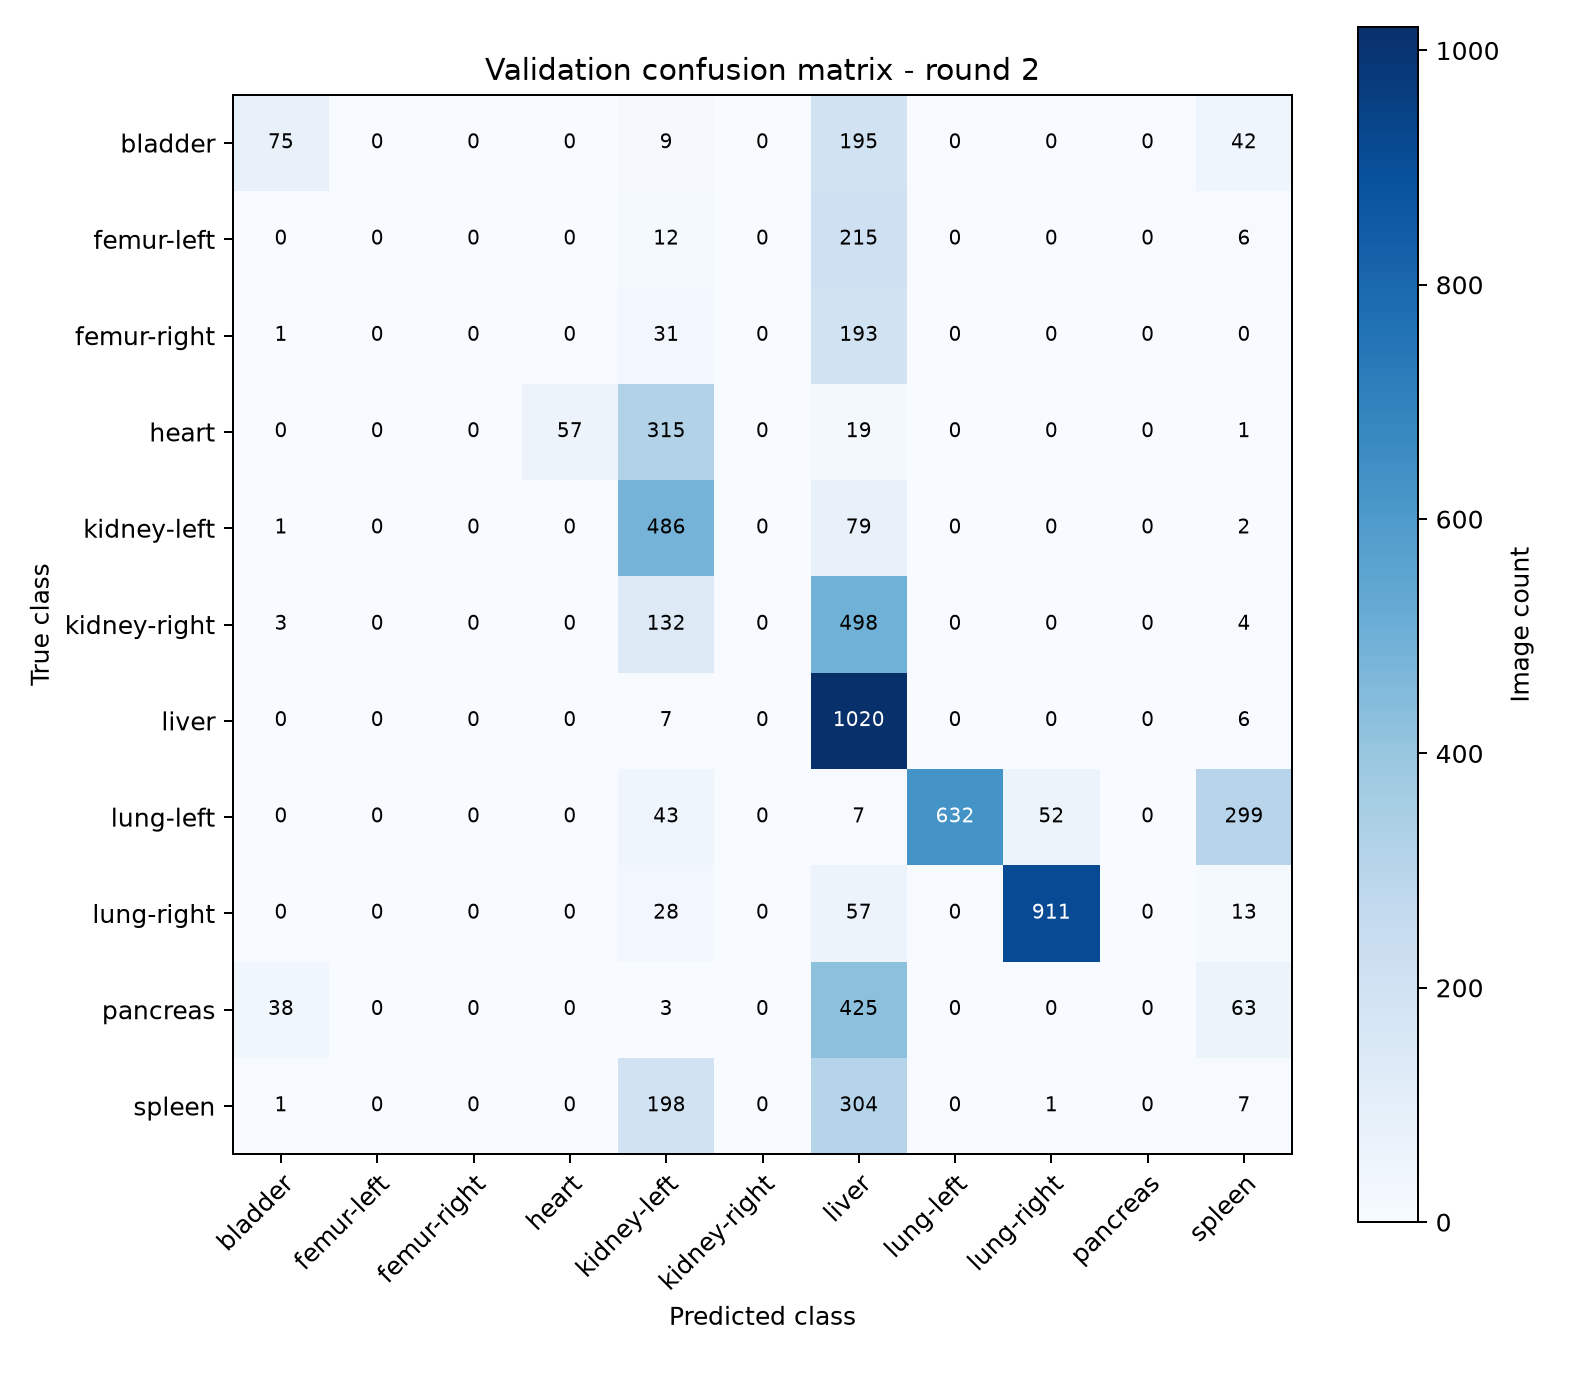 Validation confusion matrix - round 2
bladder 75 0 0 0 9 0 195 0 0 0 42
femur-left 0 0 0 0 12 0 215 0 0 0 6
femur-right 1 0 0 0 31 0 193 0 0 0 0
heart 0 0 0 57 315 0 19 0 0 0 1
kidney-left 1 0 0 0 486 0 79 0 0 0 2
kidney-right 3 0 0 0 132 0 498 0 0 0 4
liver 0 0 0 0 7 0 1020 0 0 0 6
lung-left 0 0 0 0 43 0 7 632 52 0 299
lung-right 0 0 0 0 28 0 57 0 911 0 13
pancreas 38 0 0 0 3 0 425 0 0 0 63
spleen 1 0 0 0 198 0 304 0 1 0 7
bladder femur-left femur-right heart kidney-left kidney-right liver lung-left lung-right pancreas spleen
Predicted class
True class
1000
800
600
400
200
0
Image count